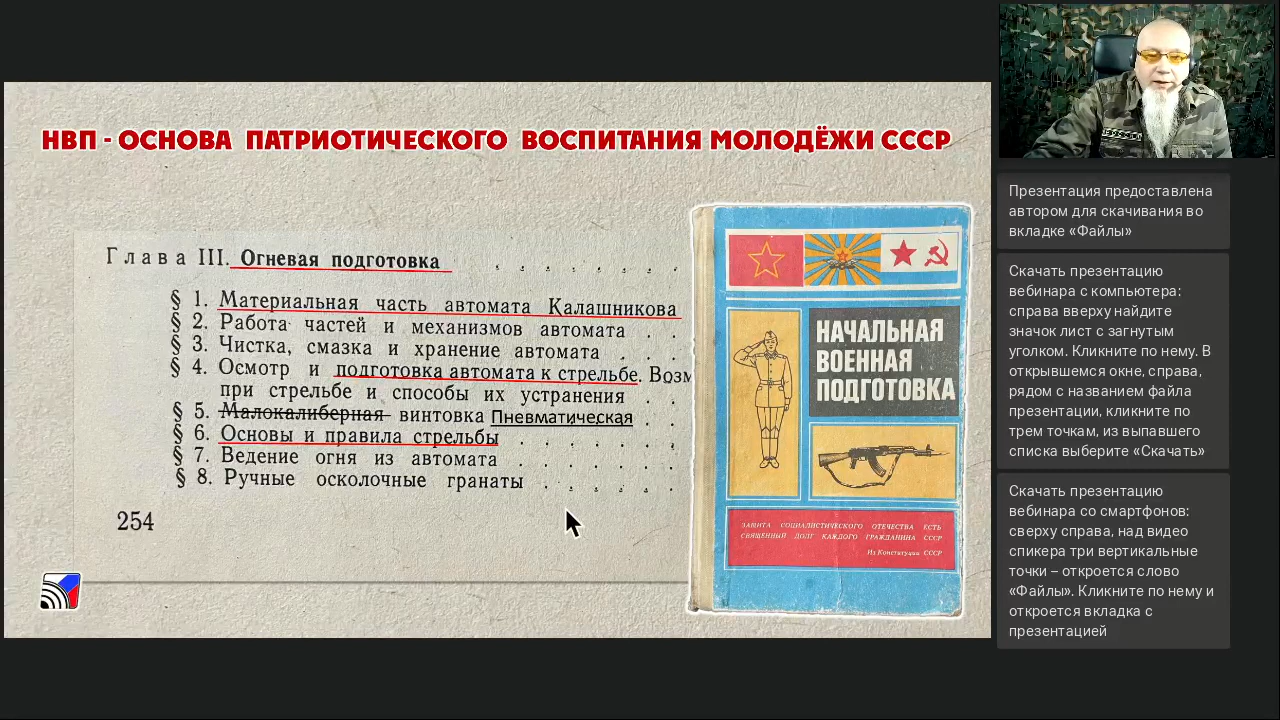 НВП - ОСНОВА ПАТРИОТИЧЕСКОГО ВОСПИТАНИЯ МОЛОДЁЖИ СССР
Глава III. Огневая подготовка . . . . . . .
§ 1. Материальная часть автомата Калашникова
§ 2. Работа частей и механизмов автомата . .
§ 3. Чистка, смазка и хранение автомата . . .
§ 4. Осмотр и подготовка автомата к стрельбе. Возм
при стрельбе и способы их устранения . .
§ 5. Малокалиберная винтовка Пневматическая . .
§ 6. Основы и правила стрельбы . . . . . . .
§ 7. Ведение огня из автомата . . . . . . .
§ 8. Ручные осколочные гранаты . . . . . .
254
НАЧАЛЬНАЯ
ВОЕННАЯ
ПОДГОТОВКА
ЗАЩИТА СОЦИАЛИСТИЧЕСКОГО ОТЕЧЕСТВА ЕСТЬ
СВЯЩЕННЫЙ ДОЛГ КАЖДОГО ГРАЖДАНИНА СССР
Из Конституции СССР
Презентация предоставлена
автором для скачивания во
вкладке «Файлы»
Скачать презентацию
вебинара с компьютера:
справа вверху найдите
значок лист с загнутым
уголком. Кликните по нему. В
открывшемся окне, справа,
рядом с названием файла
презентации, кликните по
трем точкам, из выпавшего
списка выберите «Скачать»
Скачать презентацию
вебинара со смартфонов:
сверху справа, над видео
спикера три вертикальные
точки – откроется слово
«Файлы». Кликните по нему и
откроется вкладка с
презентацией